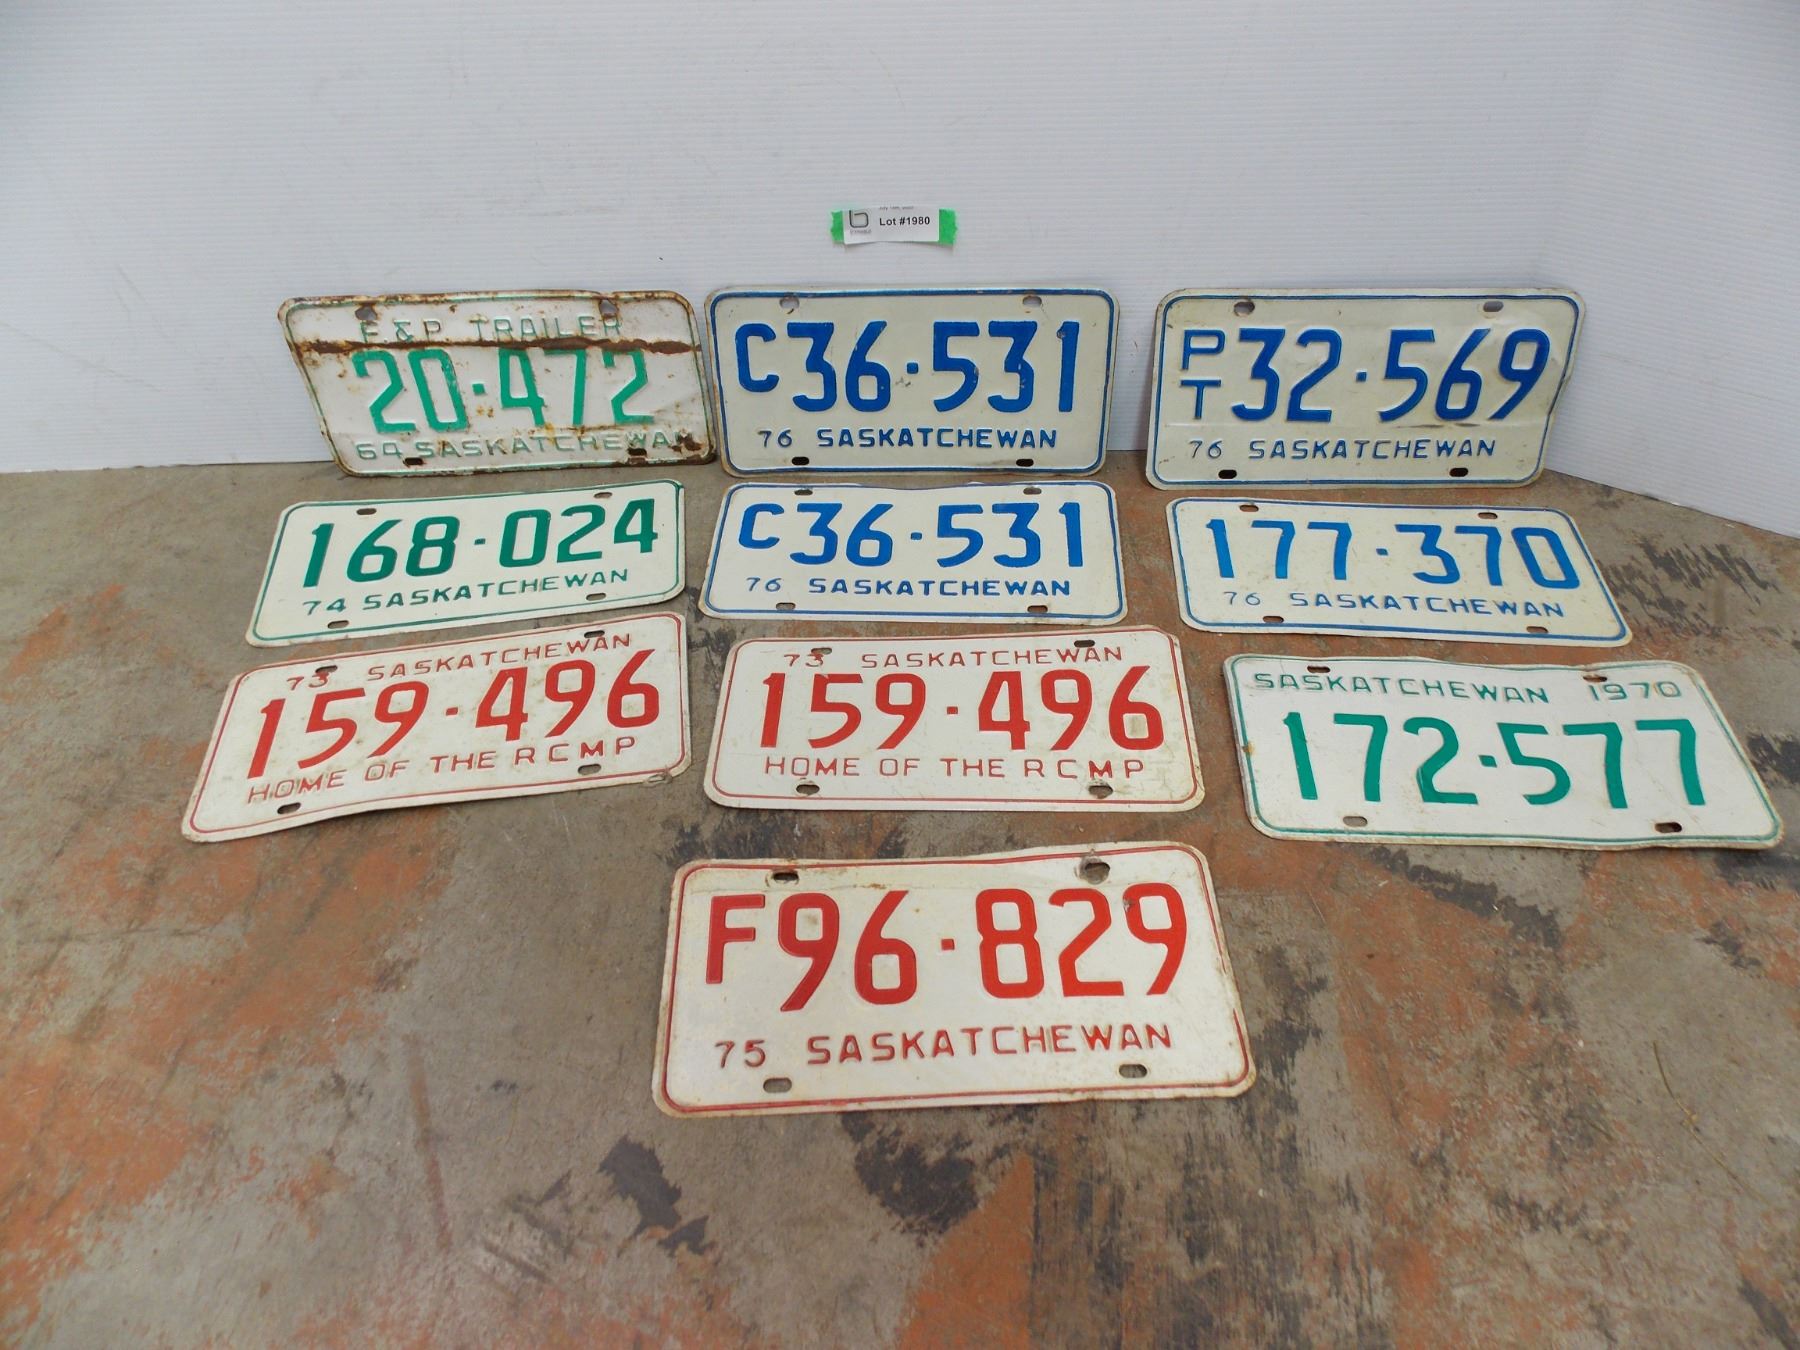 Lot #1980
F.&P. TRAILER
20·472
64 SASKATCHEWAN
C36·531
76 SASKATCHEWAN
PT32·569
76 SASKATCHEWAN
168·024
74 SASKATCHEWAN
C36·531
76 SASKATCHEWAN
177·370
76 SASKATCHEWAN
73 SASKATCHEWAN
159·496
HOME OF THE RCMP
73 SASKATCHEWAN
159·496
HOME OF THE RCMP
SASKATCHEWAN 1970
172·577
F96·829
75 SASKATCHEWAN